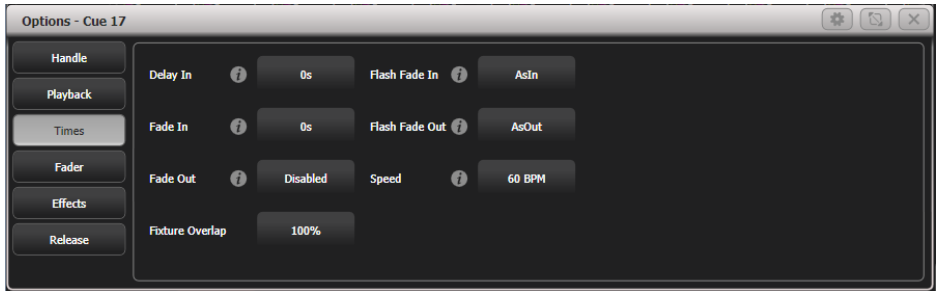 Options - Cue 17
Handle
Playback
Times
Fader
Effects
Release
Delay In i 0s Flash Fade In i AsIn
Fade In i 0s Flash Fade Out i AsOut
Fade Out i Disabled Speed i 60 BPM
Fixture Overlap 100%